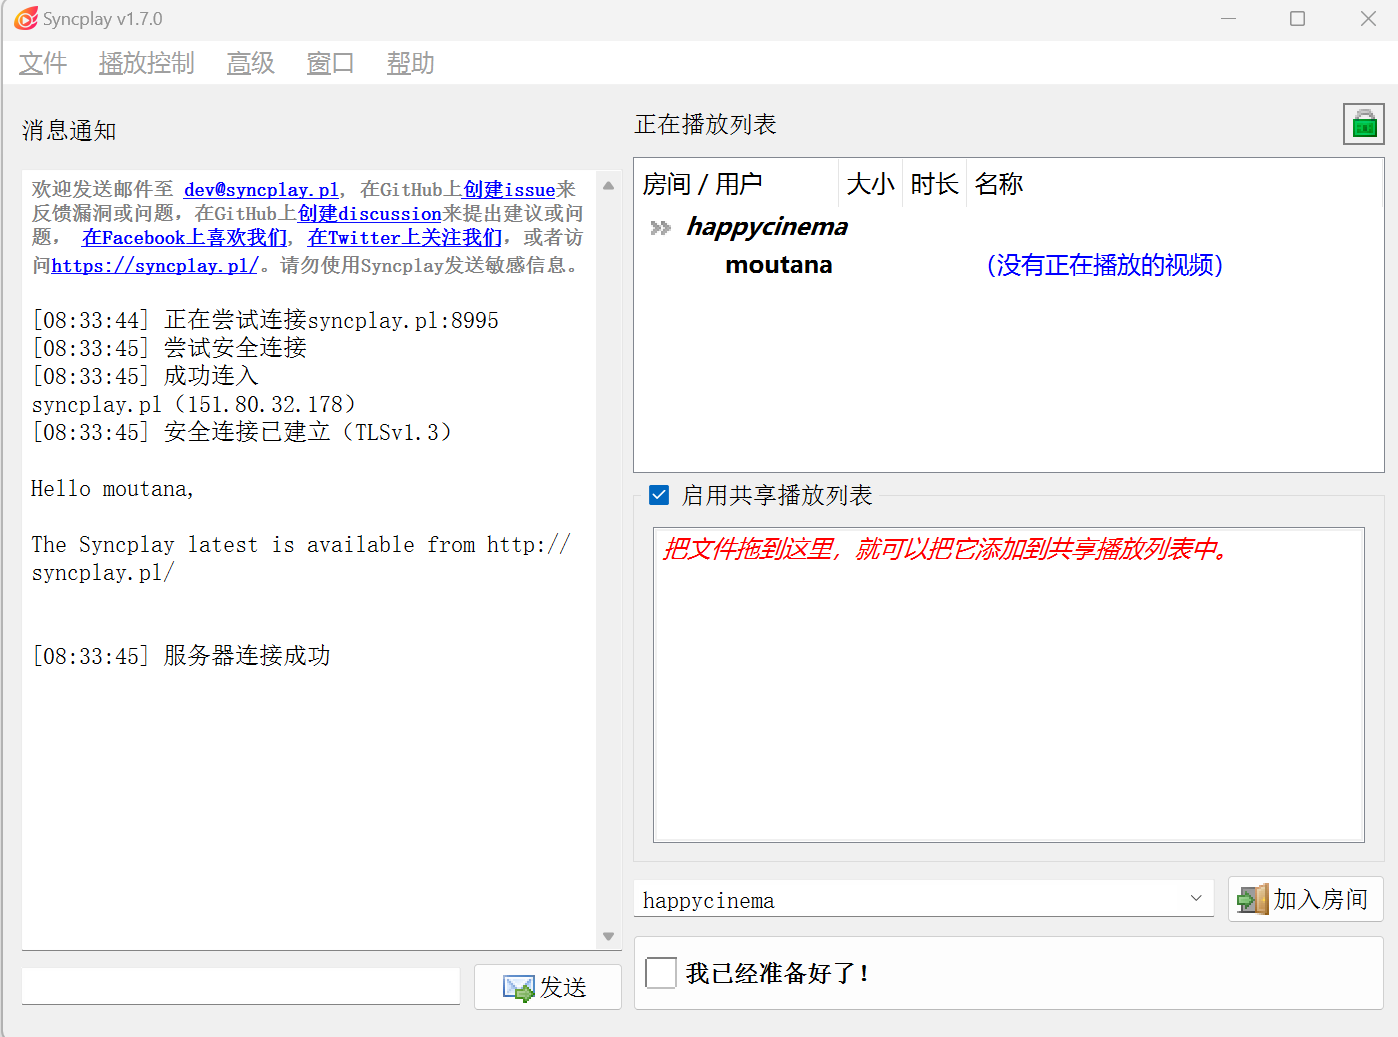 Syncplay v1.7.0
文件 播放控制 高级 窗口 帮助
消息通知
欢迎发送邮件至 dev@syncplay.pl, 在GitHub上创建issue来
反馈漏洞或问题，在GitHub上创建discussion来提出建议或问
题， 在Facebook上喜欢我们, 在Twitter上关注我们，或者访
问https://syncplay.pl/。请勿使用Syncplay发送敏感信息。
[08:33:44] 正在尝试连接syncplay.pl:8995
[08:33:45] 尝试安全连接
[08:33:45] 成功连入
syncplay.pl（151.80.32.178）
[08:33:45] 安全连接已建立（TLSv1.3）
Hello moutana,
The Syncplay latest is available from http://
syncplay.pl/
[08:33:45] 服务器连接成功
发送
正在播放列表
房间 / 用户 大小 时长 名称
happycinema
moutana （没有正在播放的视频）
启用共享播放列表
把文件拖到这里，就可以把它添加到共享播放列表中。
happycinema 加入房间
我已经准备好了！